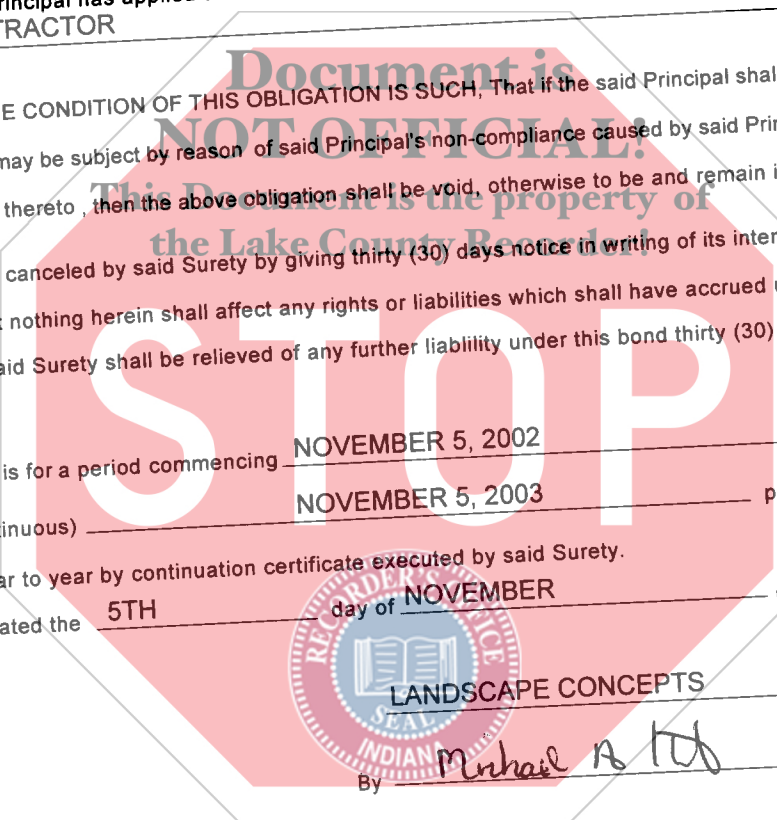 TRACTOR
Document is
E CONDITION OF THIS OBLIGATION IS SUCH, That if the said Principal shal
NOT OFFICIAL!
may be subject by reason of said Principal's non-compliance caused by said Prin
This Document is the property of
thereto , then the above obligation shall be void, otherwise to be and remain i
the Lake County Recorder!
canceled by said Surety by giving thirty (30) days notice in writing of its inter
nothing herein shall affect any rights or liabilities which shall have accrued
aid Surety shall be relieved of any further liablility under this bond thirty (30)
STOP
is for a period commencing NOVEMBER 5, 2002
inuous) NOVEMBER 5, 2003 p
ar to year by continuation certificate executed by said Surety.
ated the 5TH day of NOVEMBER
RECORDER'S OFFICE
SEAL
INDIANA
LANDSCAPE CONCEPTS
By